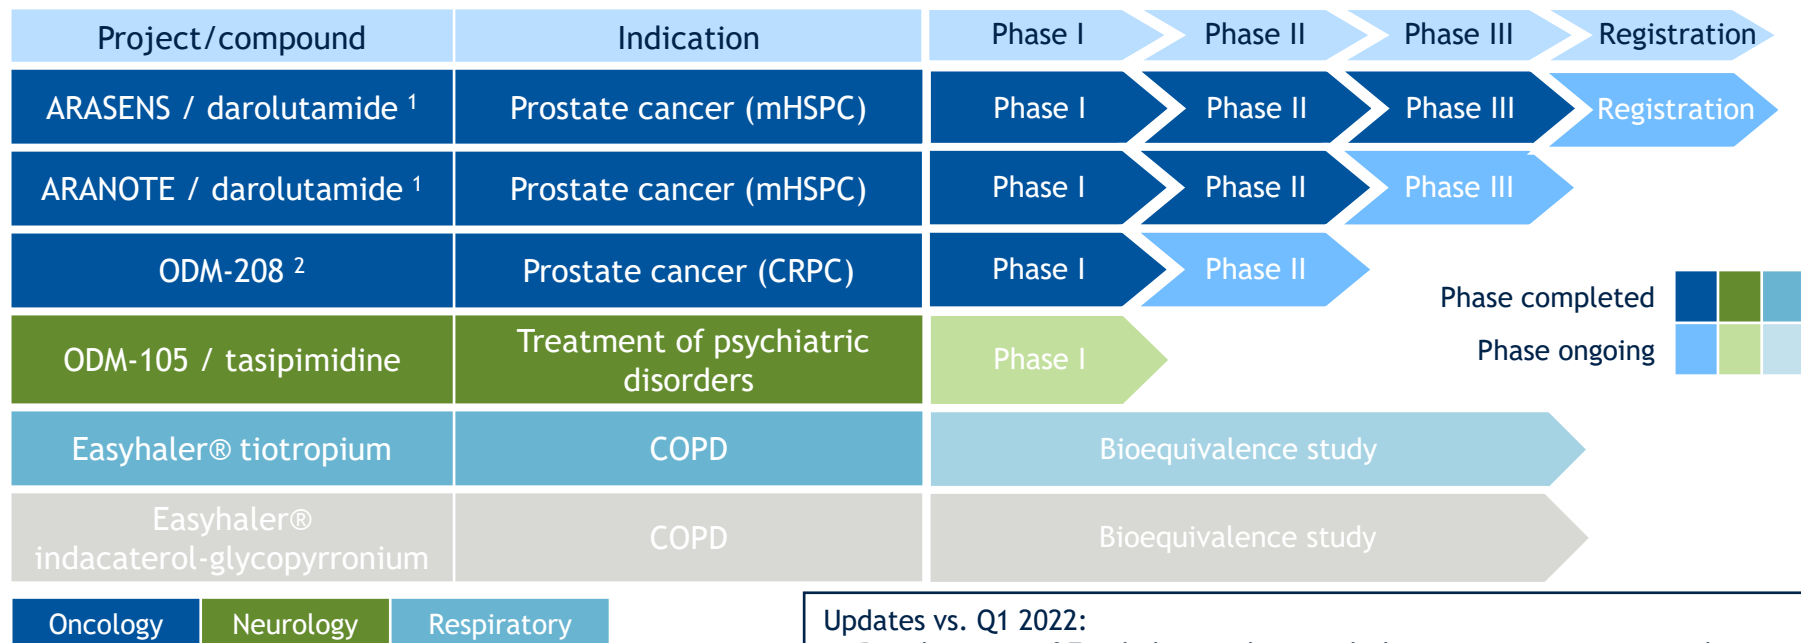 Project/compound Indication Phase I Phase II Phase III Registration
ARASENS / darolutamide ¹ Prostate cancer (mHSPC) Phase I Phase II Phase III Registration
ARANOTE / darolutamide ¹ Prostate cancer (mHSPC) Phase I Phase II Phase III
ODM-208 ² Prostate cancer (CRPC) Phase I Phase II
Phase completed
Phase ongoing
ODM-105 / tasipimidine Treatment of psychiatric disorders Phase I
Easyhaler® tiotropium COPD Bioequivalence study
Easyhaler® indacaterol-glycopyrronium COPD Bioequivalence study
Oncology Neurology Respiratory
Updates vs. Q1 2022: